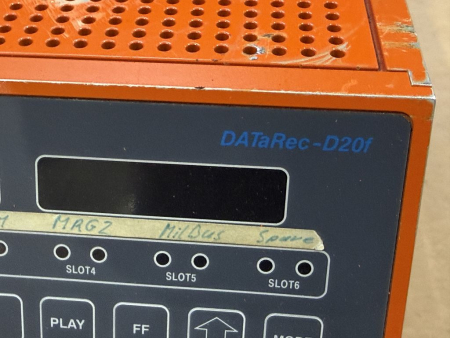 DATaRec-D20f
MRG2 MilBus Spare
SLOT4 SLOT5 SLOT6
PLAY FF